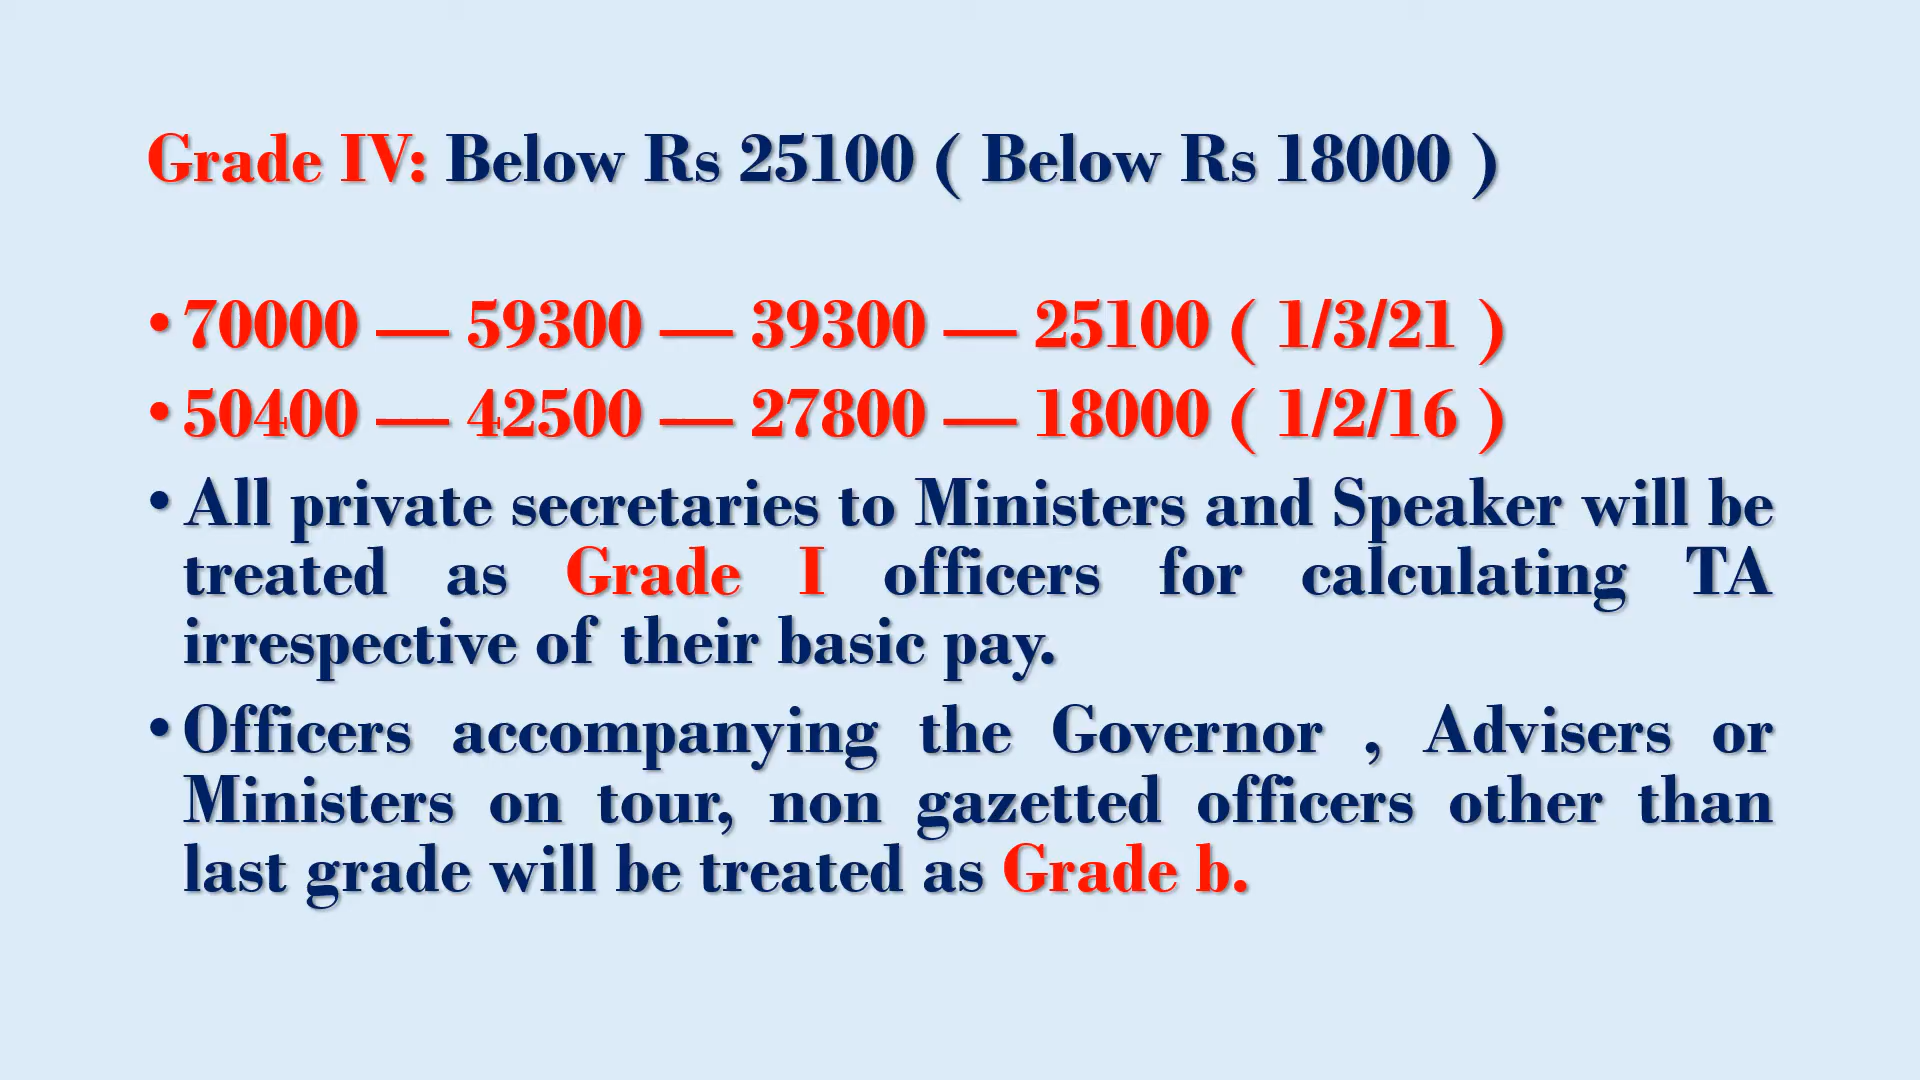 Grade IV: Below Rs 25100 ( Below Rs 18000 )
• 70000 — 59300 — 39300 — 25100 ( 1/3/21 )
• 50400 — 42500 — 27800 — 18000 ( 1/2/16 )
• All private secretaries to Ministers and Speaker will be
treated as Grade I officers for calculating TA
irrespective of their basic pay.
• Officers accompanying the Governor , Advisers or
Ministers on tour, non gazetted officers other than
last grade will be treated as Grade b.